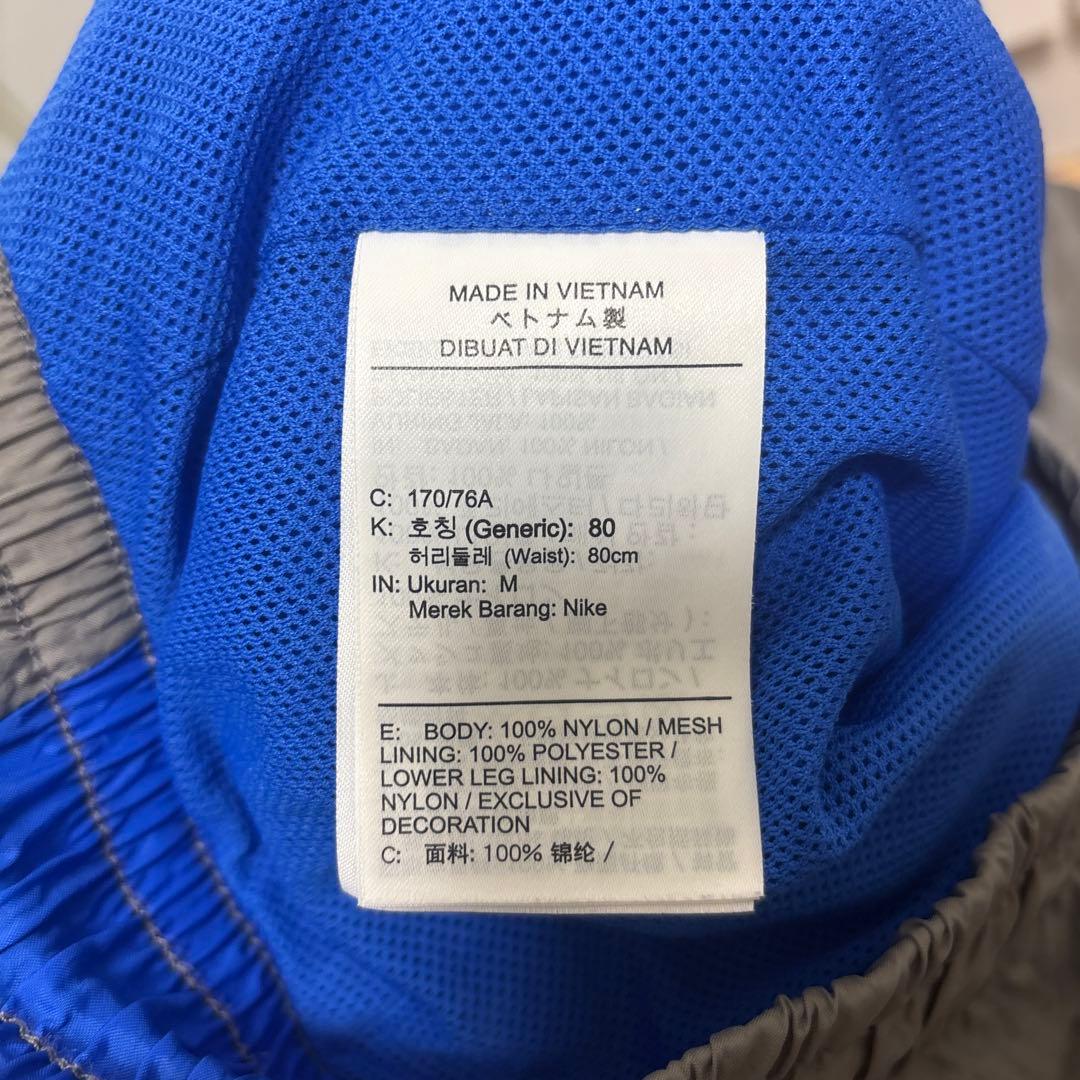 MADE IN VIETNAM
ベトナム製
DIBUAT DI VIETNAM
C: 170/76A
K: 호칭 (Generic): 80
허리둘레 (Waist): 80cm
IN: Ukuran: M
Merek Barang: Nike
E: BODY: 100% NYLON / MESH
LINING: 100% POLYESTER /
LOWER LEG LINING: 100%
NYLON / EXCLUSIVE OF
DECORATION
C: 面料: 100% 锦纶 /